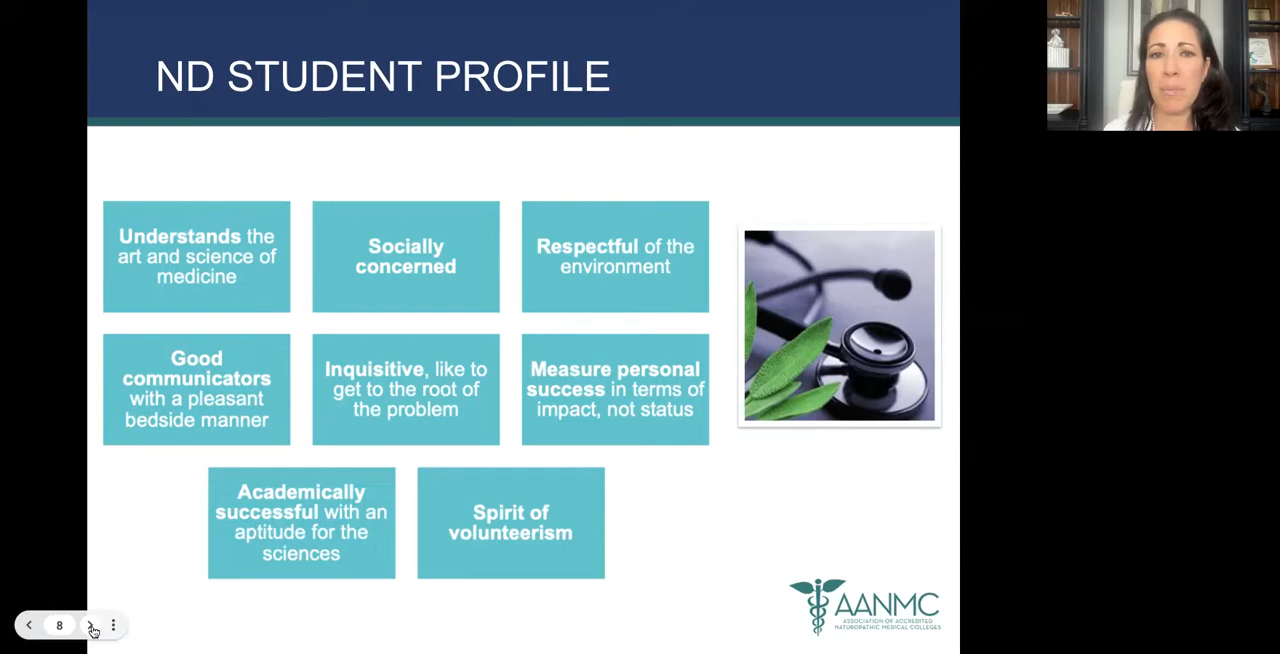 ND STUDENT PROFILE
Understands the
art and science of
medicine
Socially
concerned
Respectful of the
environment
Good
communicators
with a pleasant
bedside manner
Inquisitive, like to
get to the root of
the problem
Measure personal
success in terms of
impact, not status
Academically
successful with an
aptitude for the
sciences
Spirit of
volunteerism
AANMC
ASSOCIATION OF ACCREDITED
NATUROPATHIC MEDICAL COLLEGES
8